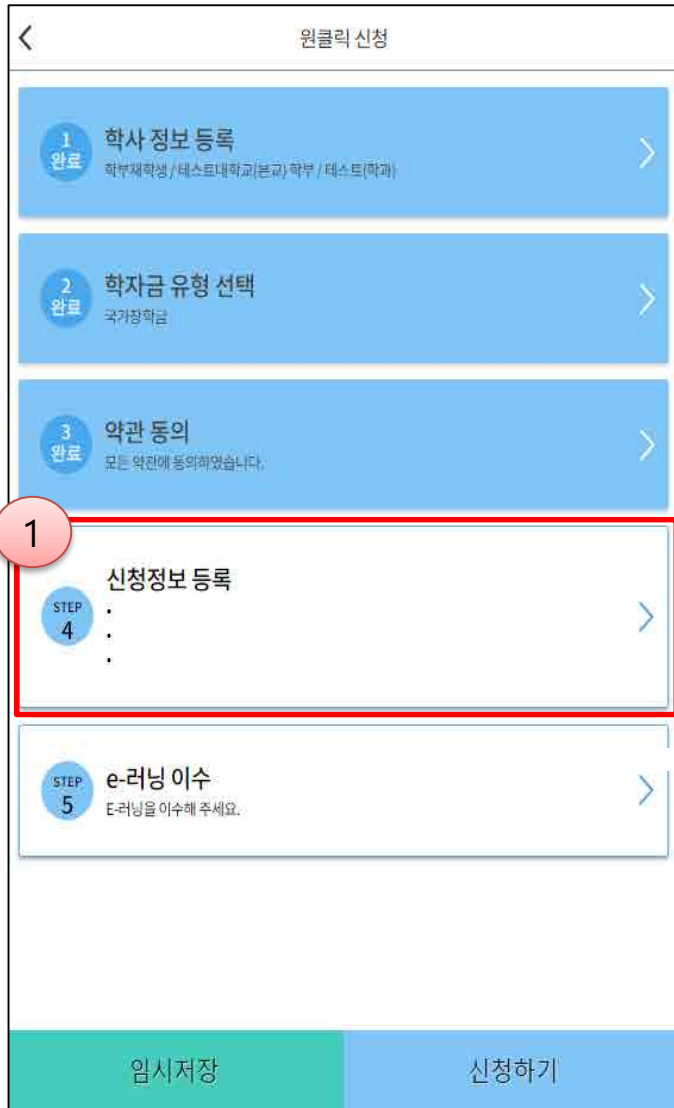 원클릭 신청
1
완료
학사 정보 등록
학부재학생 / 테스트대학교(본교) 학부 / 테스트(학과)
2
완료
학자금 유형 선택
국가장학금
3
완료
약관 동의
모든 약관에 동의하였습니다.
1
STEP
4
신청정보 등록
•
•
•
STEP
5
e-러닝 이수
E-러닝을 이수해 주세요.
임시저장
신청하기